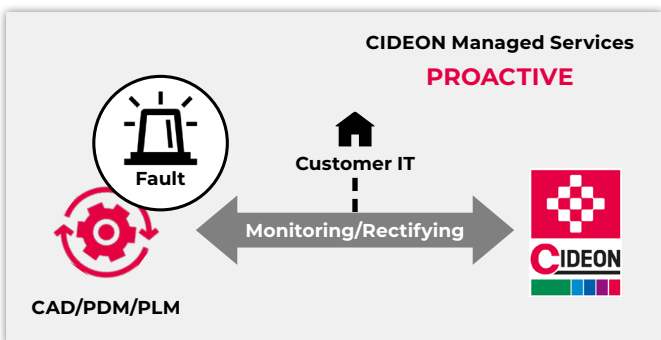 CIDEON Managed Services
PROACTIVE
Fault
Customer IT
Monitoring/Rectifying
CIDEON
CAD/PDM/PLM